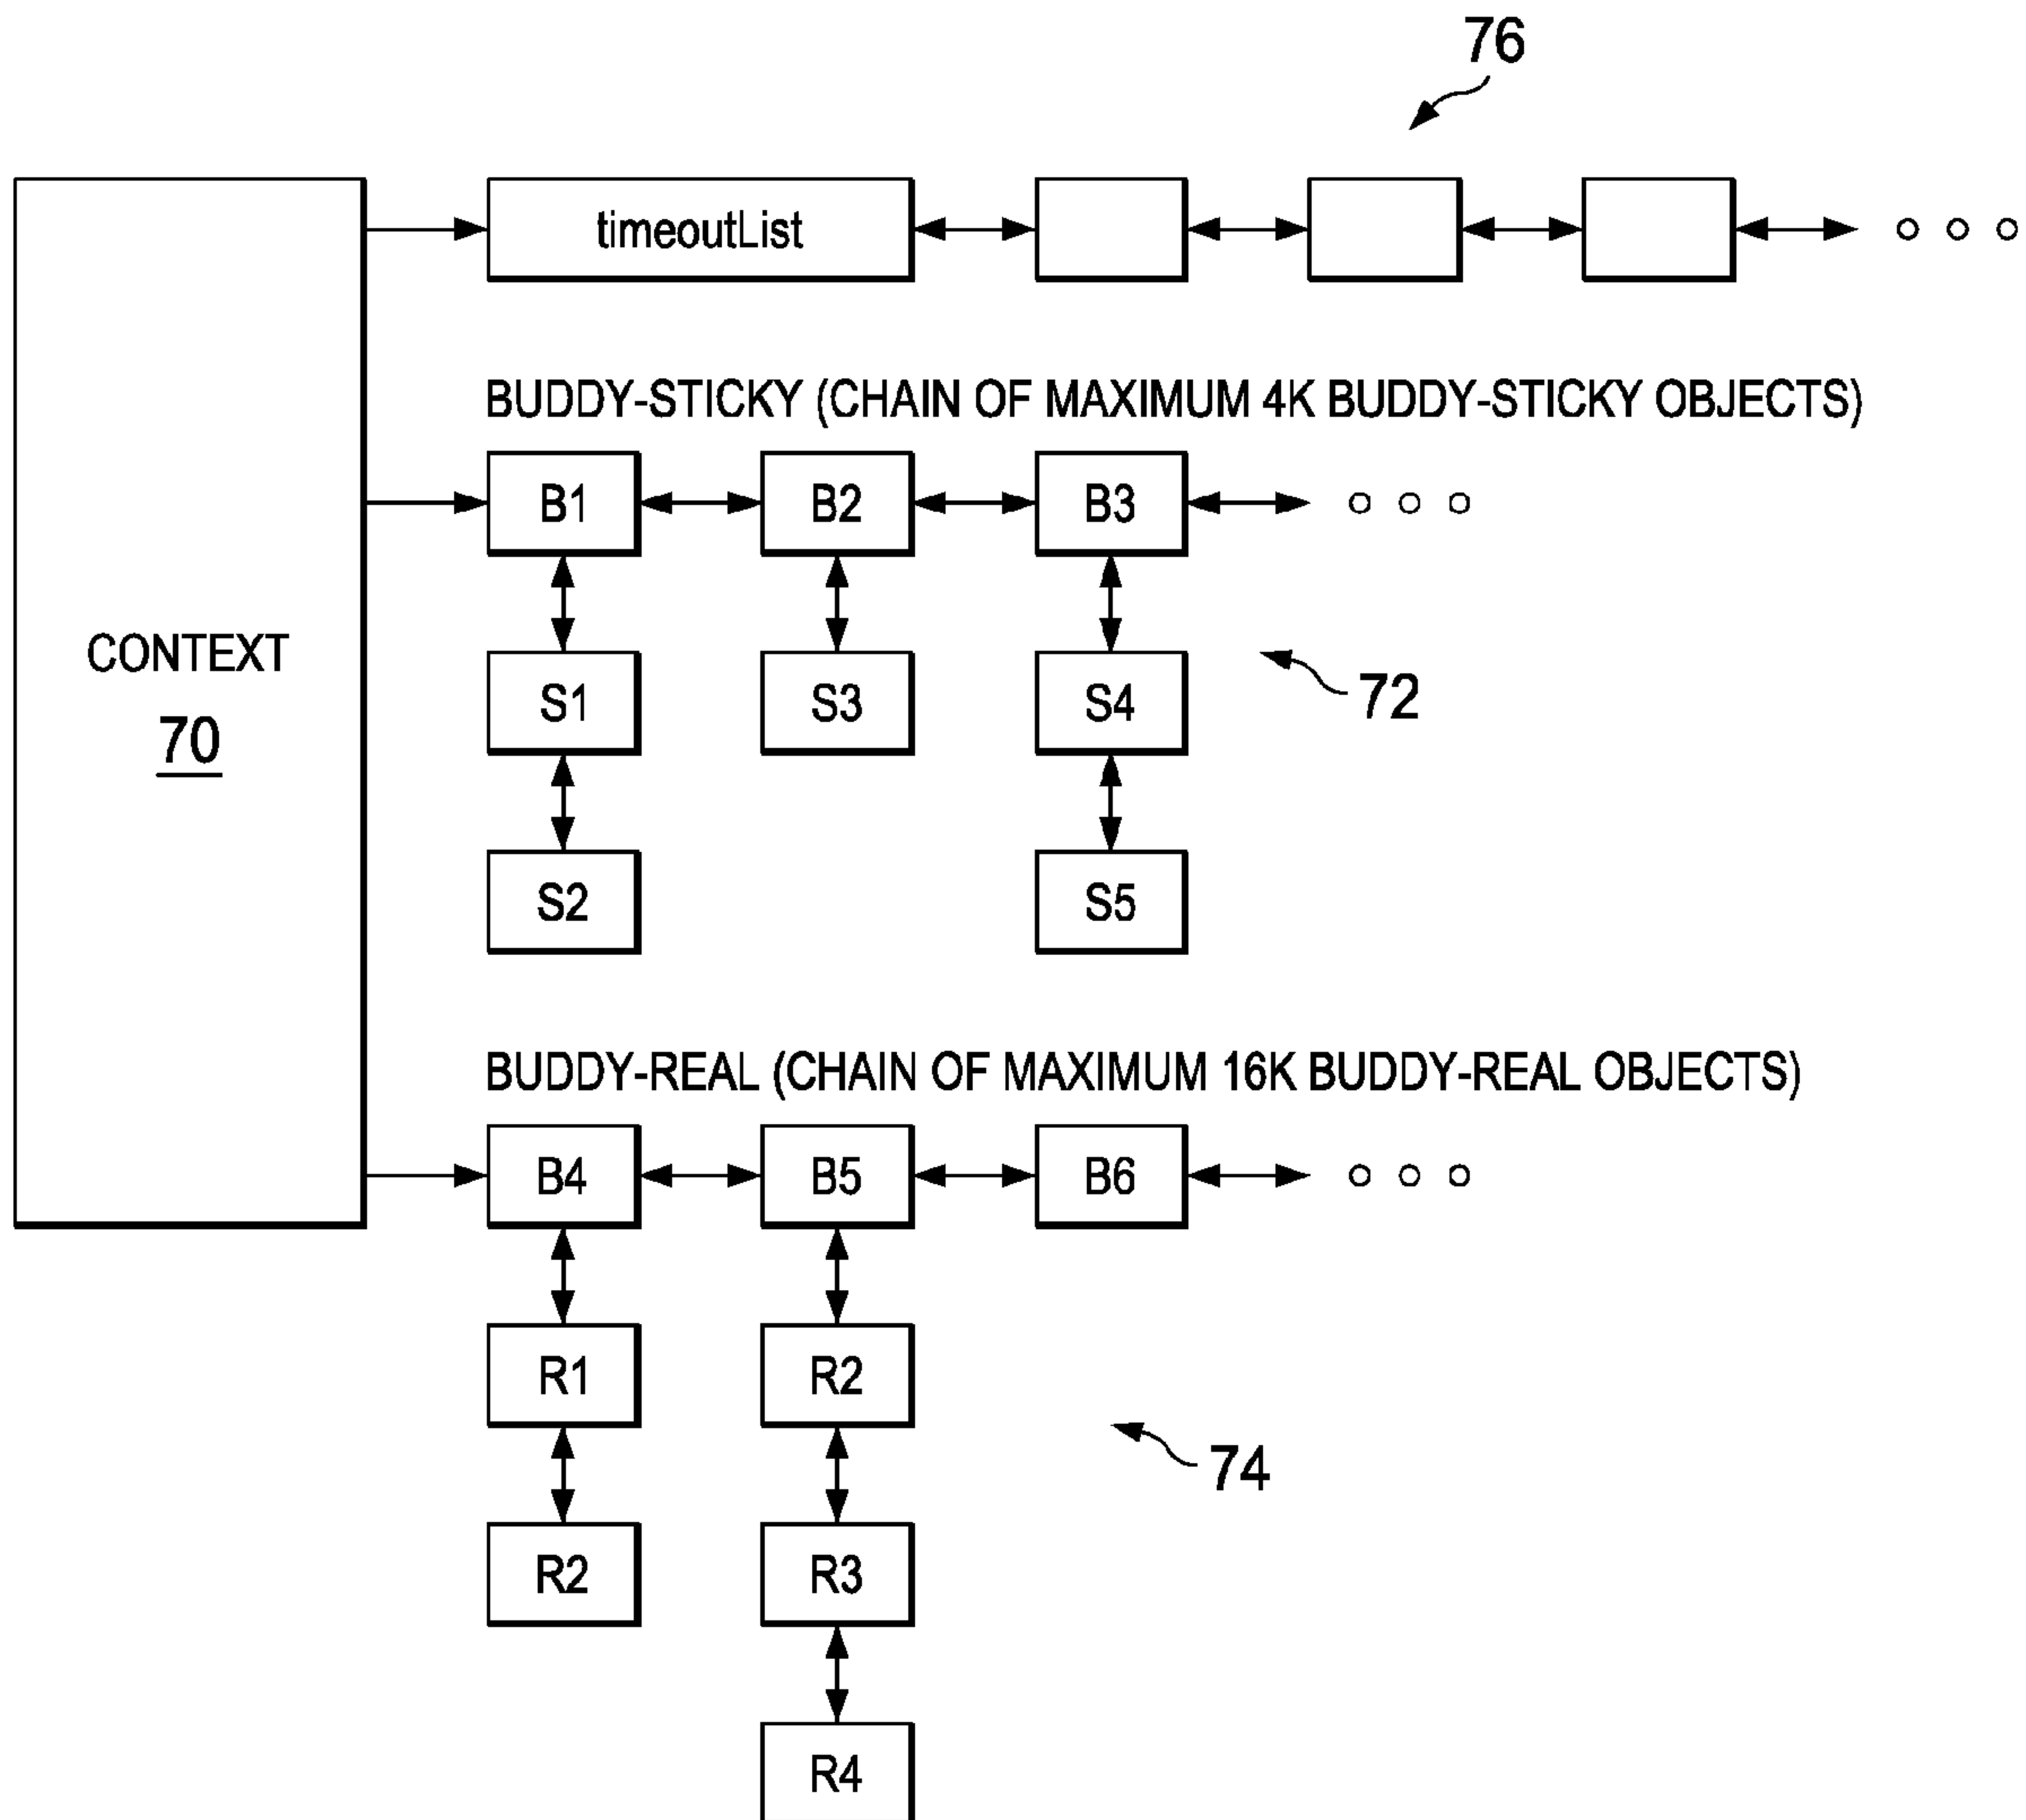 76
timeoutList
BUDDY-STICKY (CHAIN OF MAXIMUM 4K BUDDY-STICKY OBJECTS)
B1 B2 B3
CONTEXT
70
S1 S3 S4
72
S2 S5
BUDDY-REAL (CHAIN OF MAXIMUM 16K BUDDY-REAL OBJECTS)
B4 B5 B6
R1 R2
74
R2 R3
R4